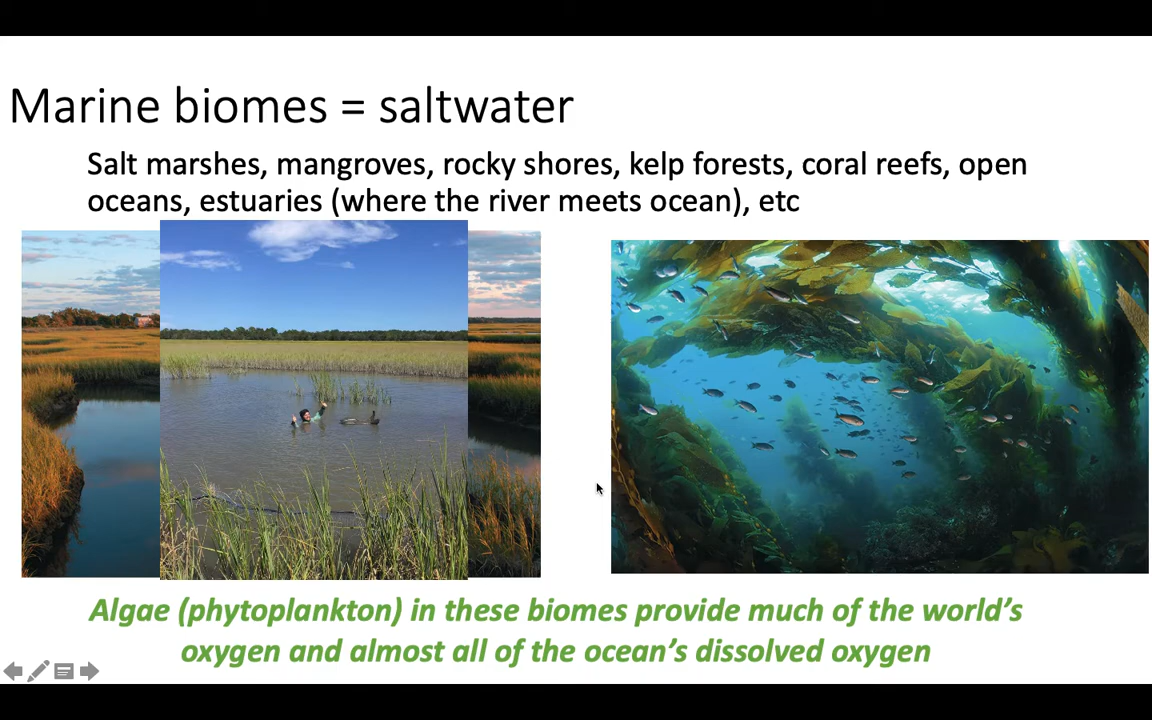 Marine biomes = saltwater
Salt marshes, mangroves, rocky shores, kelp forests, coral reefs, open
oceans, estuaries (where the river meets ocean), etc
Algae (phytoplankton) in these biomes provide much of the world’s
oxygen and almost all of the ocean’s dissolved oxygen